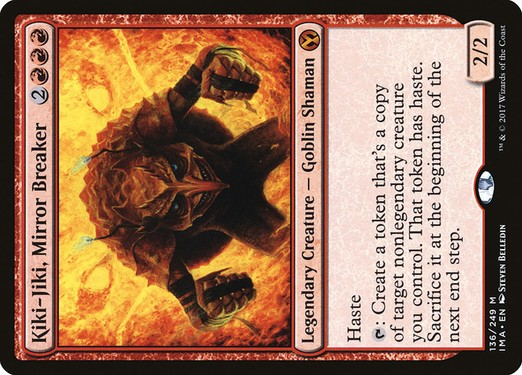 Kiki-Jiki, Mirror Breaker 2
Legendary Creature — Goblin Shaman
Haste
: Create a token that's a copy
of target nonlegendary creature
you control. That token has haste.
Sacrifice it at the beginning of the
next end step.
2/2
136/249 M
IMA • EN STEVEN BELLEDIN
™ & © 2017 Wizards of the Coast